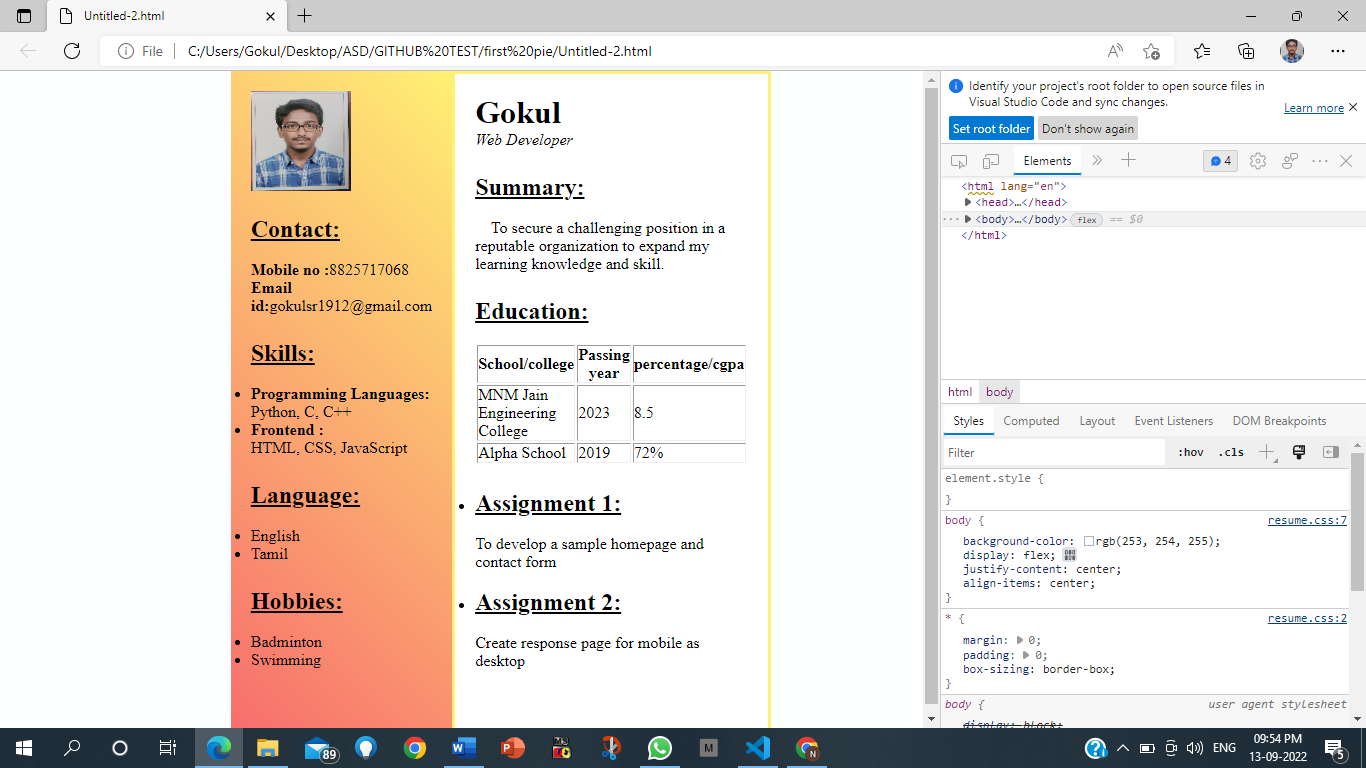 Untitled-2.html
File
C:/Users/Gokul/Desktop/ASD/GITHUB%20TEST/first%20pie/Untitled-2.html
Gokul
Web Developer
Contact:
Mobile no :8825717068
Email
id:gokulsr1912@gmail.com
Skills:
Programming Languages:
Python, C, C++
Frontend :
HTML, CSS, JavaScript
Language:
English
Tamil
Hobbies:
Badminton
Swimming
Summary:
To secure a challenging position in a
reputable organization to expand my
learning knowledge and skill.
Education:
School/college Passing year percentage/cgpa
MNM Jain Engineering College 2023 8.5
Alpha School 2019 72%
Assignment 1:
To develop a sample homepage and
contact form
Assignment 2:
Create response page for mobile as
desktop
Identify your project's root folder to open source files in
Visual Studio Code and sync changes.
Learn more
Set root folder Don't show again
Elements 4
<html lang="en">
<head>…</head>
<body>…</body> flex == $0
</html>
html body
Styles Computed Layout Event Listeners DOM Breakpoints
Filter :hov .cls
element.style {
}
body { resume.css:7
background-color: rgb(253, 254, 255);
display: flex;
justify-content: center;
align-items: center;
}
* { resume.css:2
margin: 0;
padding: 0;
box-sizing: border-box;
}
body { user agent stylesheet
display: block;
89
W
P
M
N
ENG
09:54 PM
13-09-2022
5